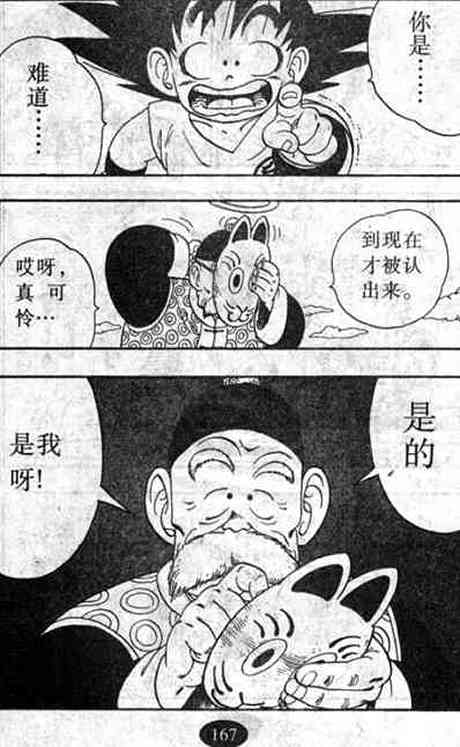 你是……
难道……
到现在
才被认
出来。
哎呀,
真可
怜…
是的
是我
呀!
167